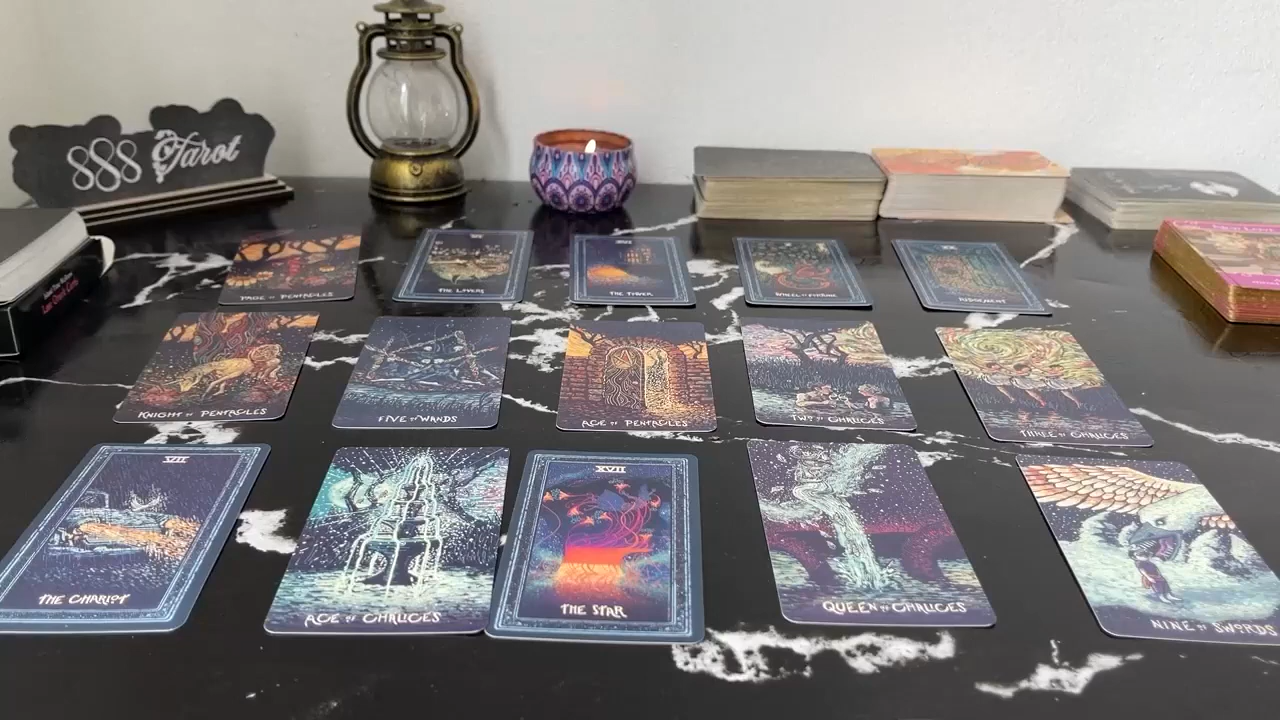 888 Tarot
PAGE OF PENTACLES
THE LOVERS
THE TOWER
WHEEL OF FORTUNE
JUDGEMENT
KNIGHT OF PENTACLES
FIVE OF WANDS
ACE OF PENTACLES
TWO OF CHALICES
THREE OF CHALICES
VII
THE CHARIOT
ACE OF CHALICES
XVII
THE STAR
QUEEN OF CHALICES
NINE OF SWORDS